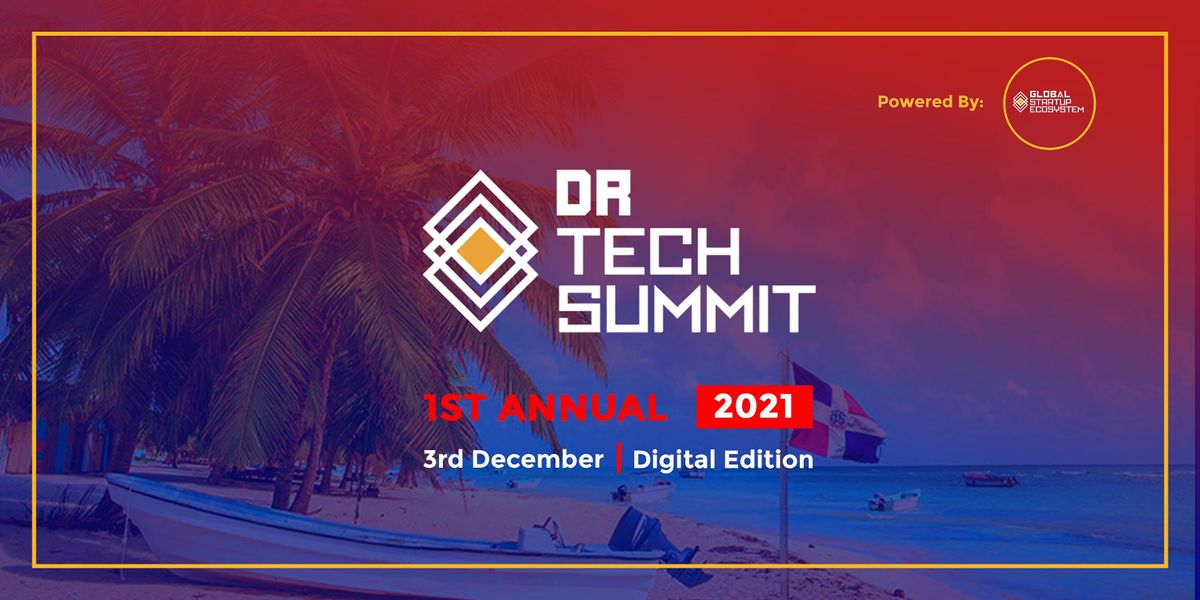 Powered By:
GLOBAL
STARTUP
ECOSYSTEM
DR
TECH
SUMMIT
1ST ANNUAL 2021
3rd December | Digital Edition